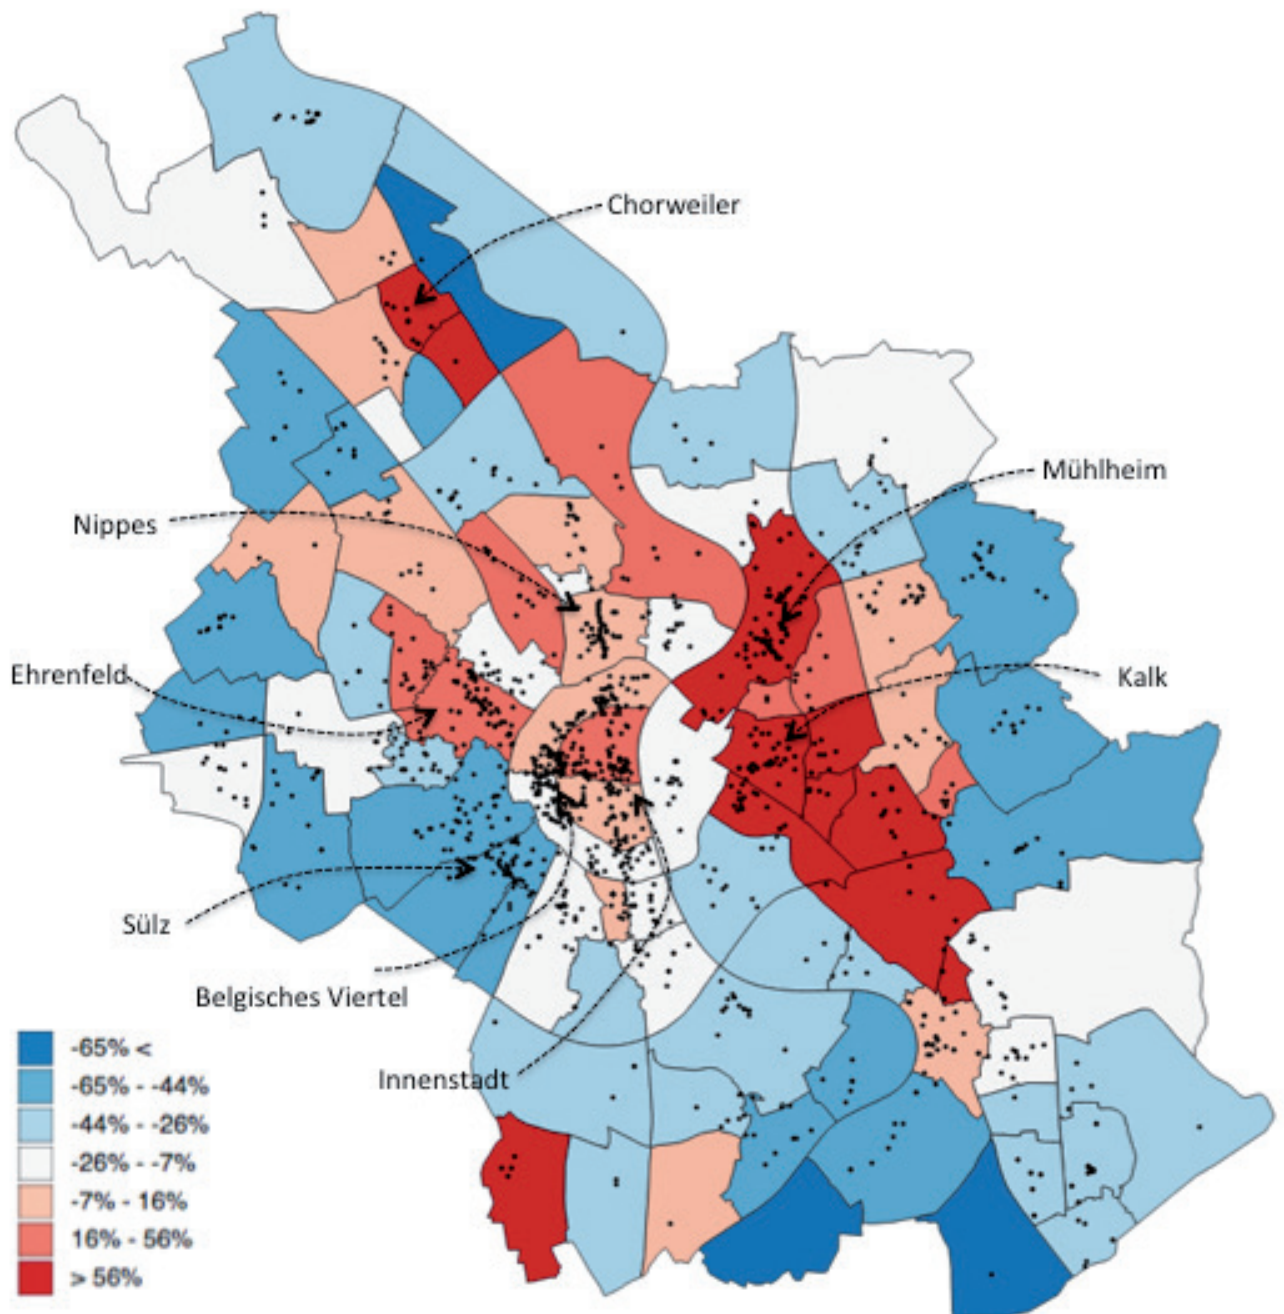 Chorweiler
Mühlheim
Nippes
Ehrenfeld
Kalk
Sülz
Belgisches Viertel
Innenstadt
-65% <
-65% - -44%
-44% - -26%
-26% - -7%
-7% - 16%
16% - 56%
> 56%